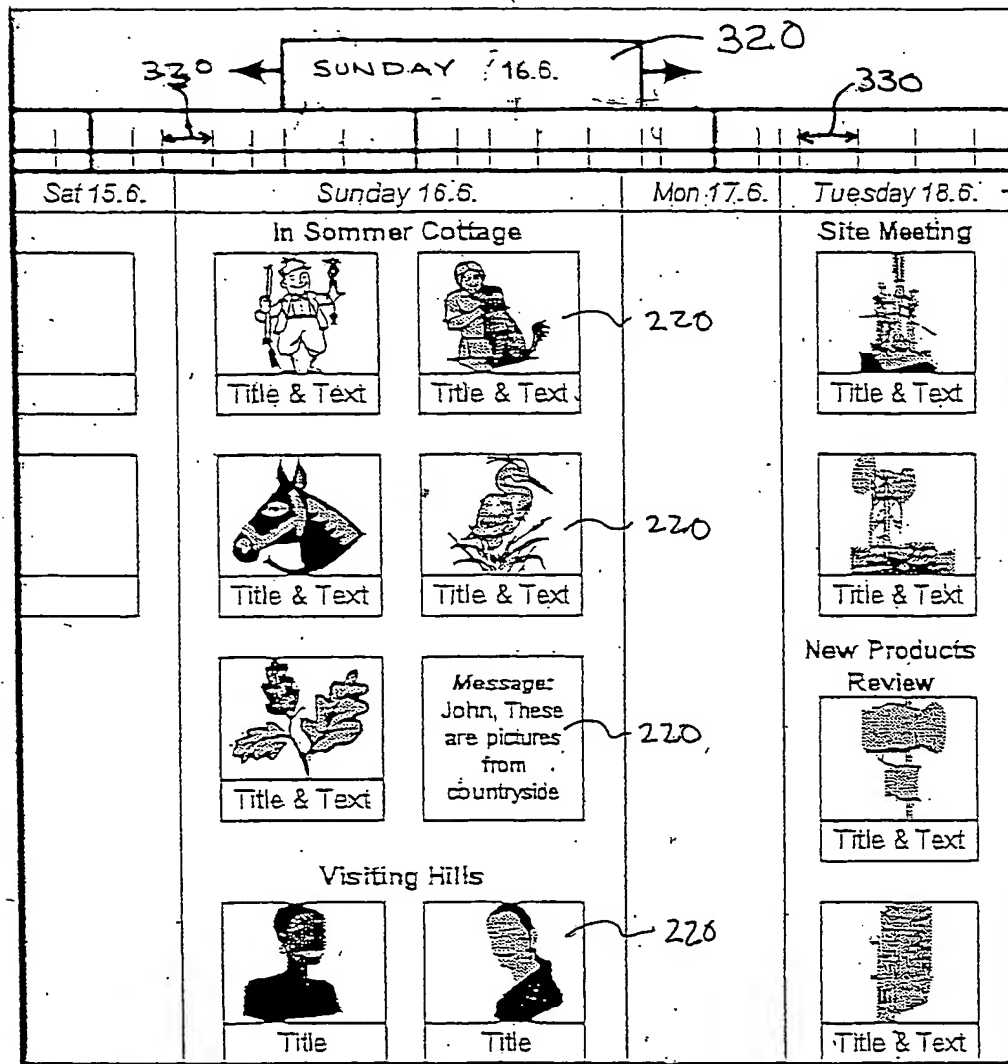 320
320
SUNDAY 16.6.
330
Sat 15.6. Sunday 16.6. Mon 17.6. Tuesday 18.6.
In Sommer Cottage Site Meeting
220
Title & Text Title & Text Title & Text
220
Title & Text Title & Text Title & Text
New Products
Review
Message:
John, These
are pictures
from
countryside
220
Title & Text Title & Text
Visiting Hills
220
Title Title Title & Text